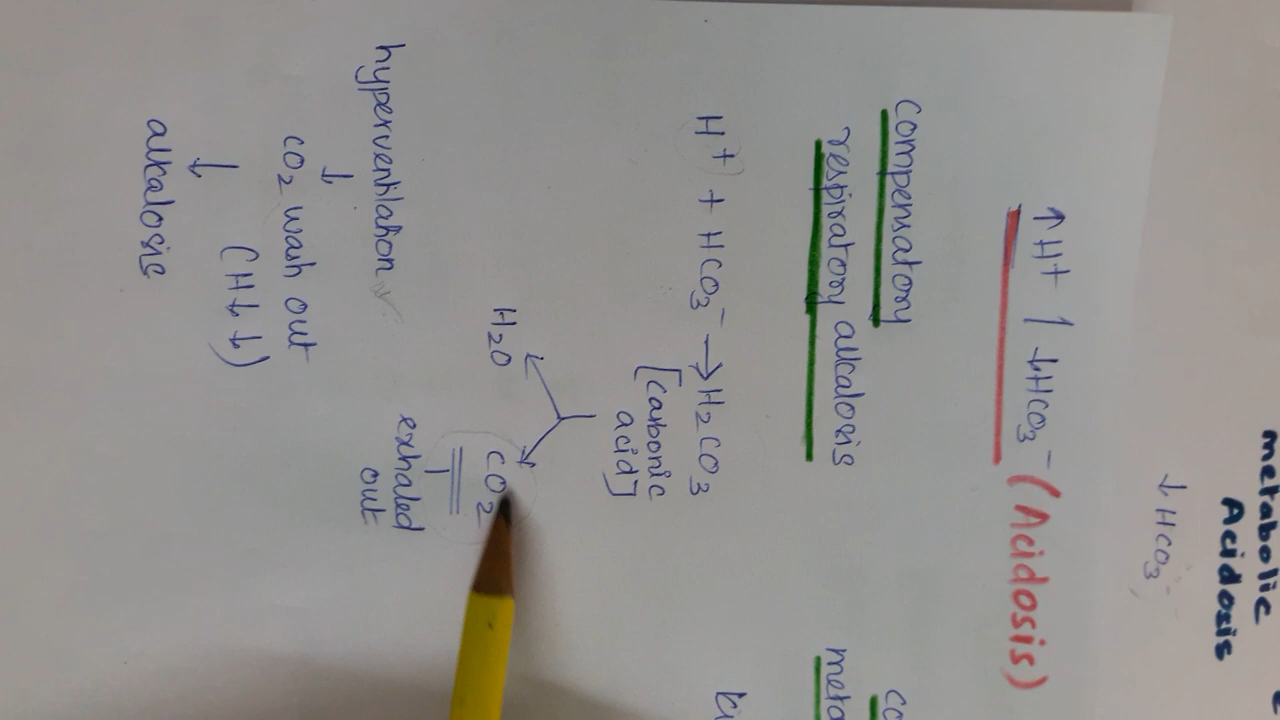 metabolic
Acidosis
↓ HCO3-
↑ H+ / ↓HCO3- (Acidosis)
compensatory
respiratory alkalosis
H+ + HCO3- → H2CO3
[carbonic
acid]
H2O CO2
exhaled
out
hyperventilation
↓
CO2 wash out
↓ (H↓↓)
alkalosis